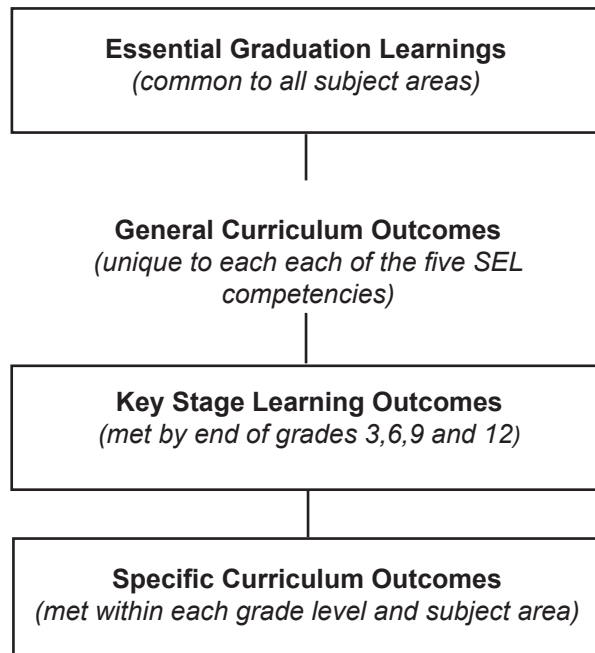 Essential Graduation Learnings
(common to all subject areas)
General Curriculum Outcomes
(unique to each each of the five SEL
competencies)
Key Stage Learning Outcomes
(met by end of grades 3,6,9 and 12)
Specific Curriculum Outcomes
(met within each grade level and subject area)